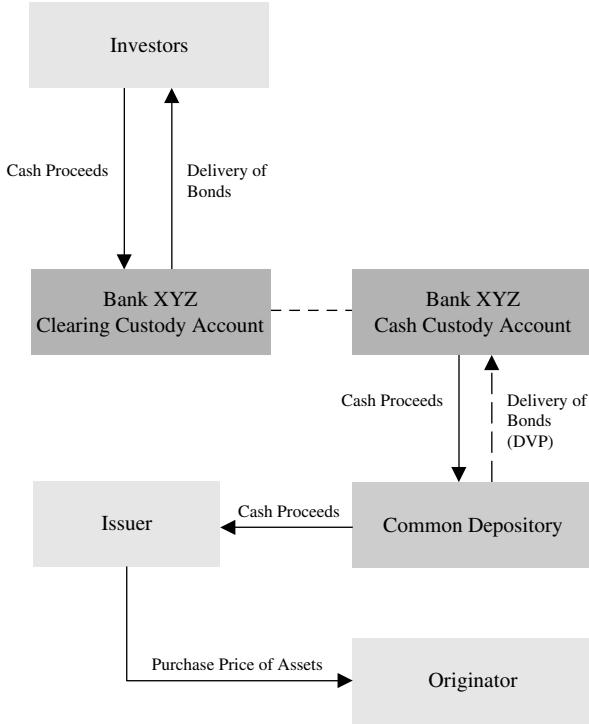 Investors
Cash Proceeds
Delivery of
Bonds
Bank XYZ
Clearing Custody Account
Bank XYZ
Cash Custody Account
Cash Proceeds
Delivery of
Bonds
(DVP)
Issuer
Cash Proceeds
Common Depository
Purchase Price of Assets
Originator